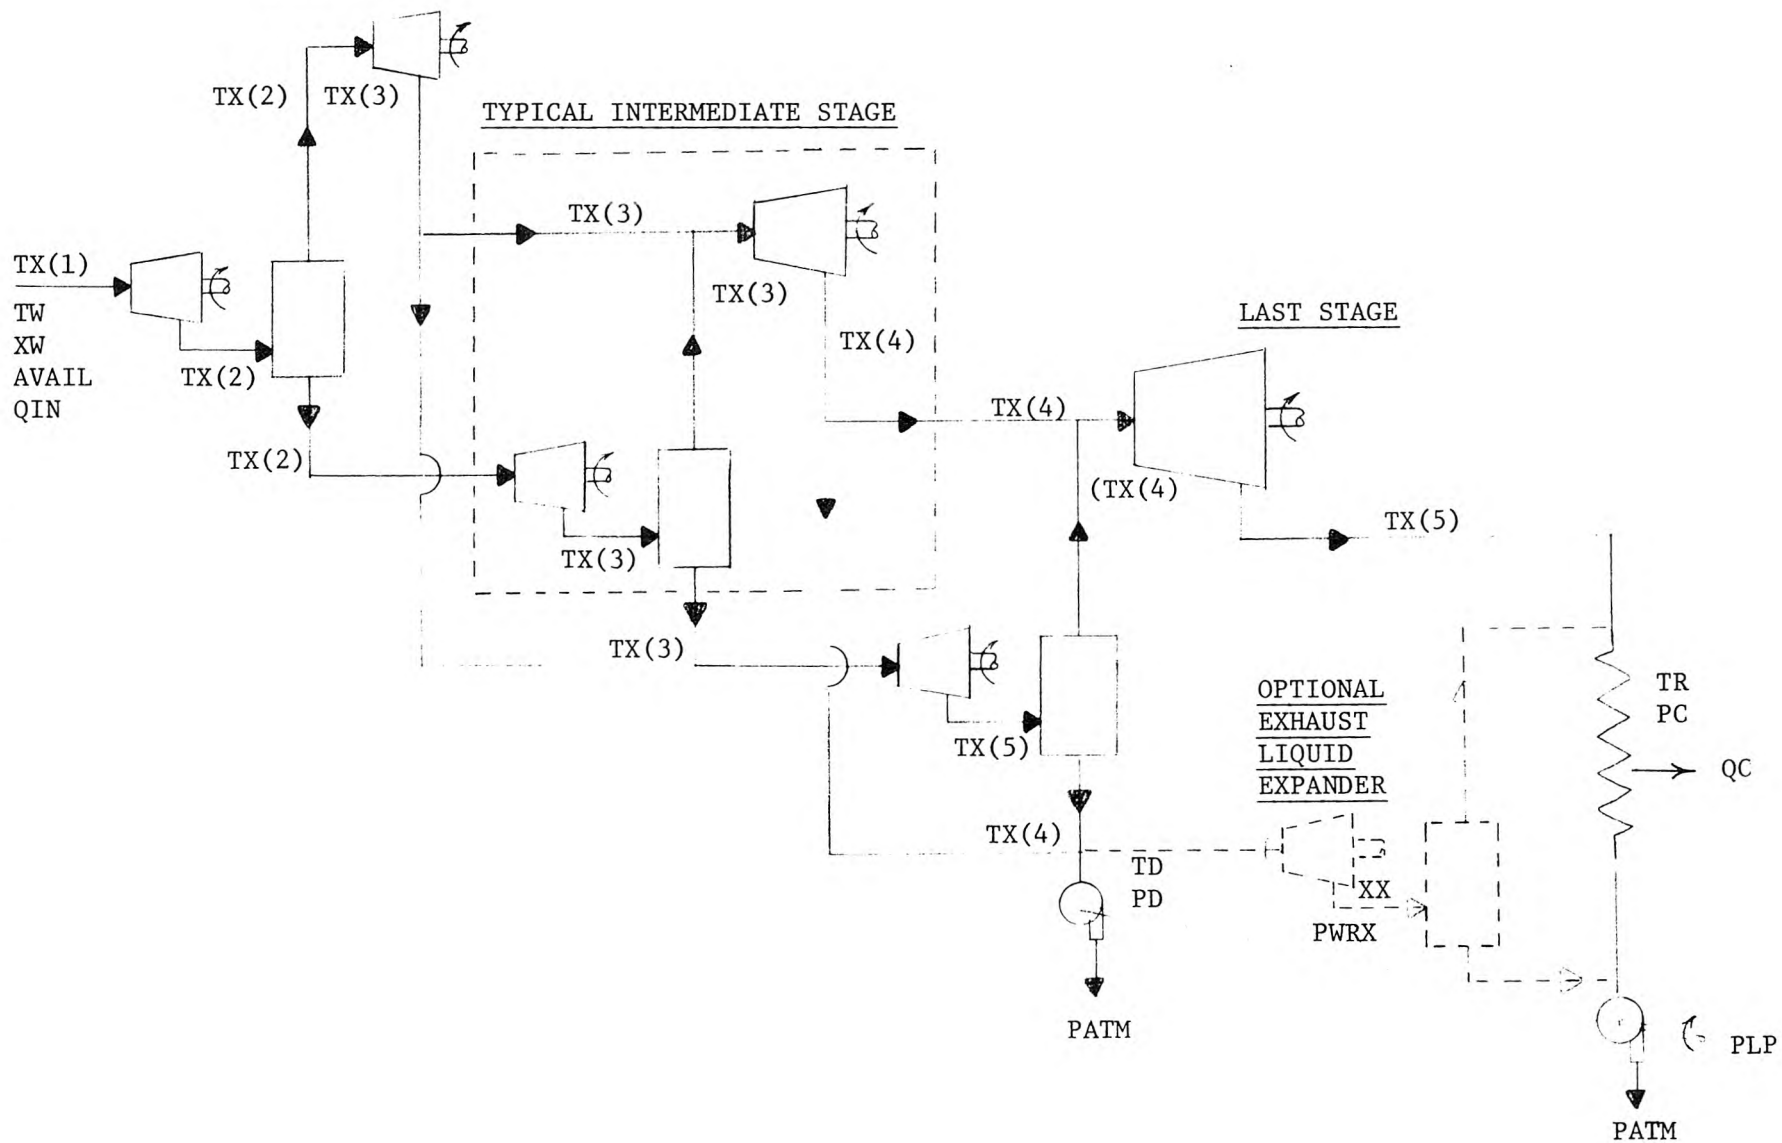 TX(2)
TX(3)
TYPICAL INTERMEDIATE STAGE
TX(3)
TX(1)
TW
XW
AVAIL
QIN
TX(2)
TX(3)
TX(4)
LAST STAGE
TX(4)
TX(2)
(TX(4)
TX(5)
TX(3)
TX(3)
OPTIONAL
EXHAUST
LIQUID
EXPANDER
TR
PC
QC
TX(5)
TX(4)
TD
PD
XX
PWRX
PATM
PLP
PATM